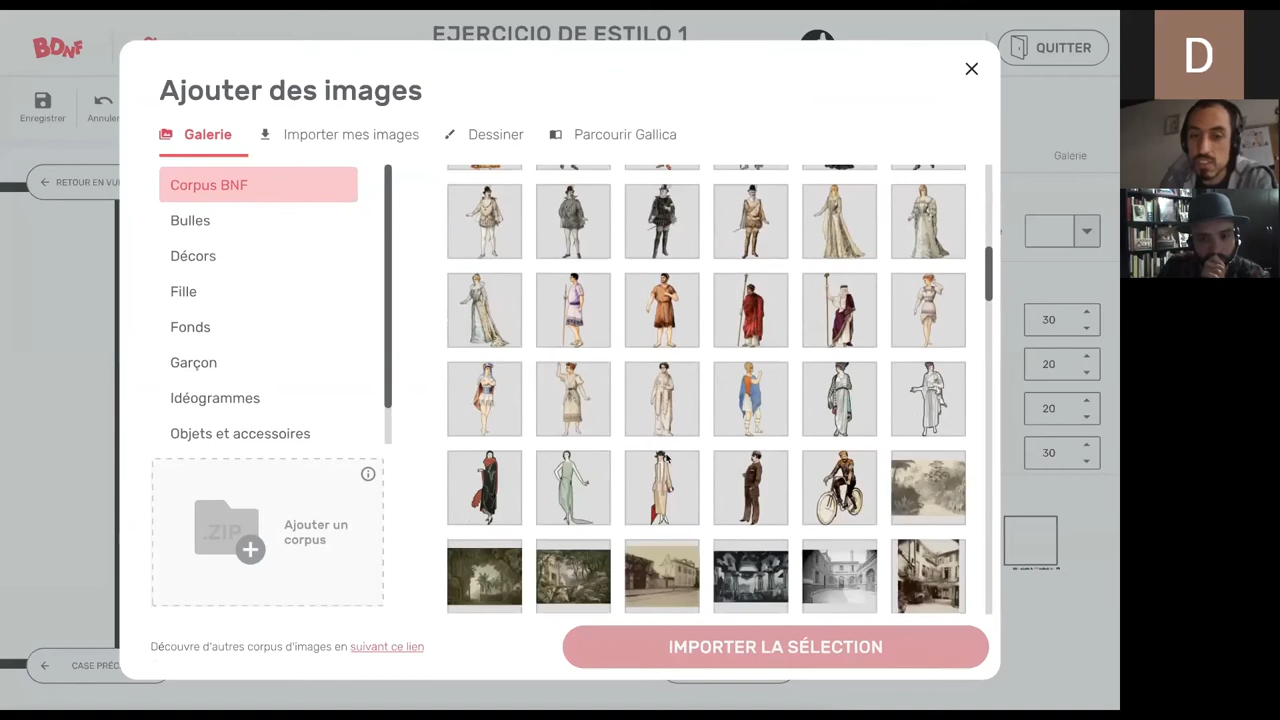 BDNF
EJERCICIO DE ESTILO 1
QUITTER
D
Enregistrer
Annuler
Ajouter des images
Galerie
Importer mes images
Dessiner
Parcourir Gallica
Galerie
RETOUR EN VU
Corpus BNF
Bulles
Décors
Fille
Fonds
Garçon
Idéogrammes
Objets et accessoires
30
20
20
30
.ZIP
Ajouter un
corpus
Découvre d'autres corpus d'images en suivant ce lien
IMPORTER LA SÉLECTION
CASE PRÉC